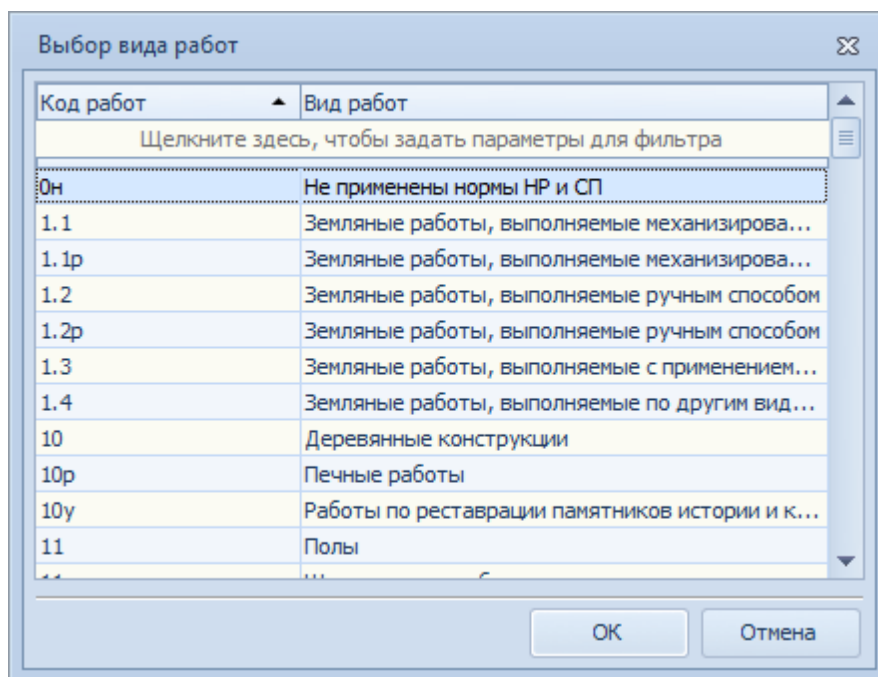 Выбор вида работ
Код работ Вид работ
Щелкните здесь, чтобы задать параметры для фильтра
0н Не применены нормы НР и СП
1.1 Земляные работы, выполняемые механизирова...
1.1р Земляные работы, выполняемые механизирова...
1.2 Земляные работы, выполняемые ручным способом
1.2р Земляные работы, выполняемые ручным способом
1.3 Земляные работы, выполняемые с применением...
1.4 Земляные работы, выполняемые по другим вид...
10 Деревянные конструкции
10р Печные работы
10у Работы по реставрации памятников истории и к...
11 Полы
ОК Отмена